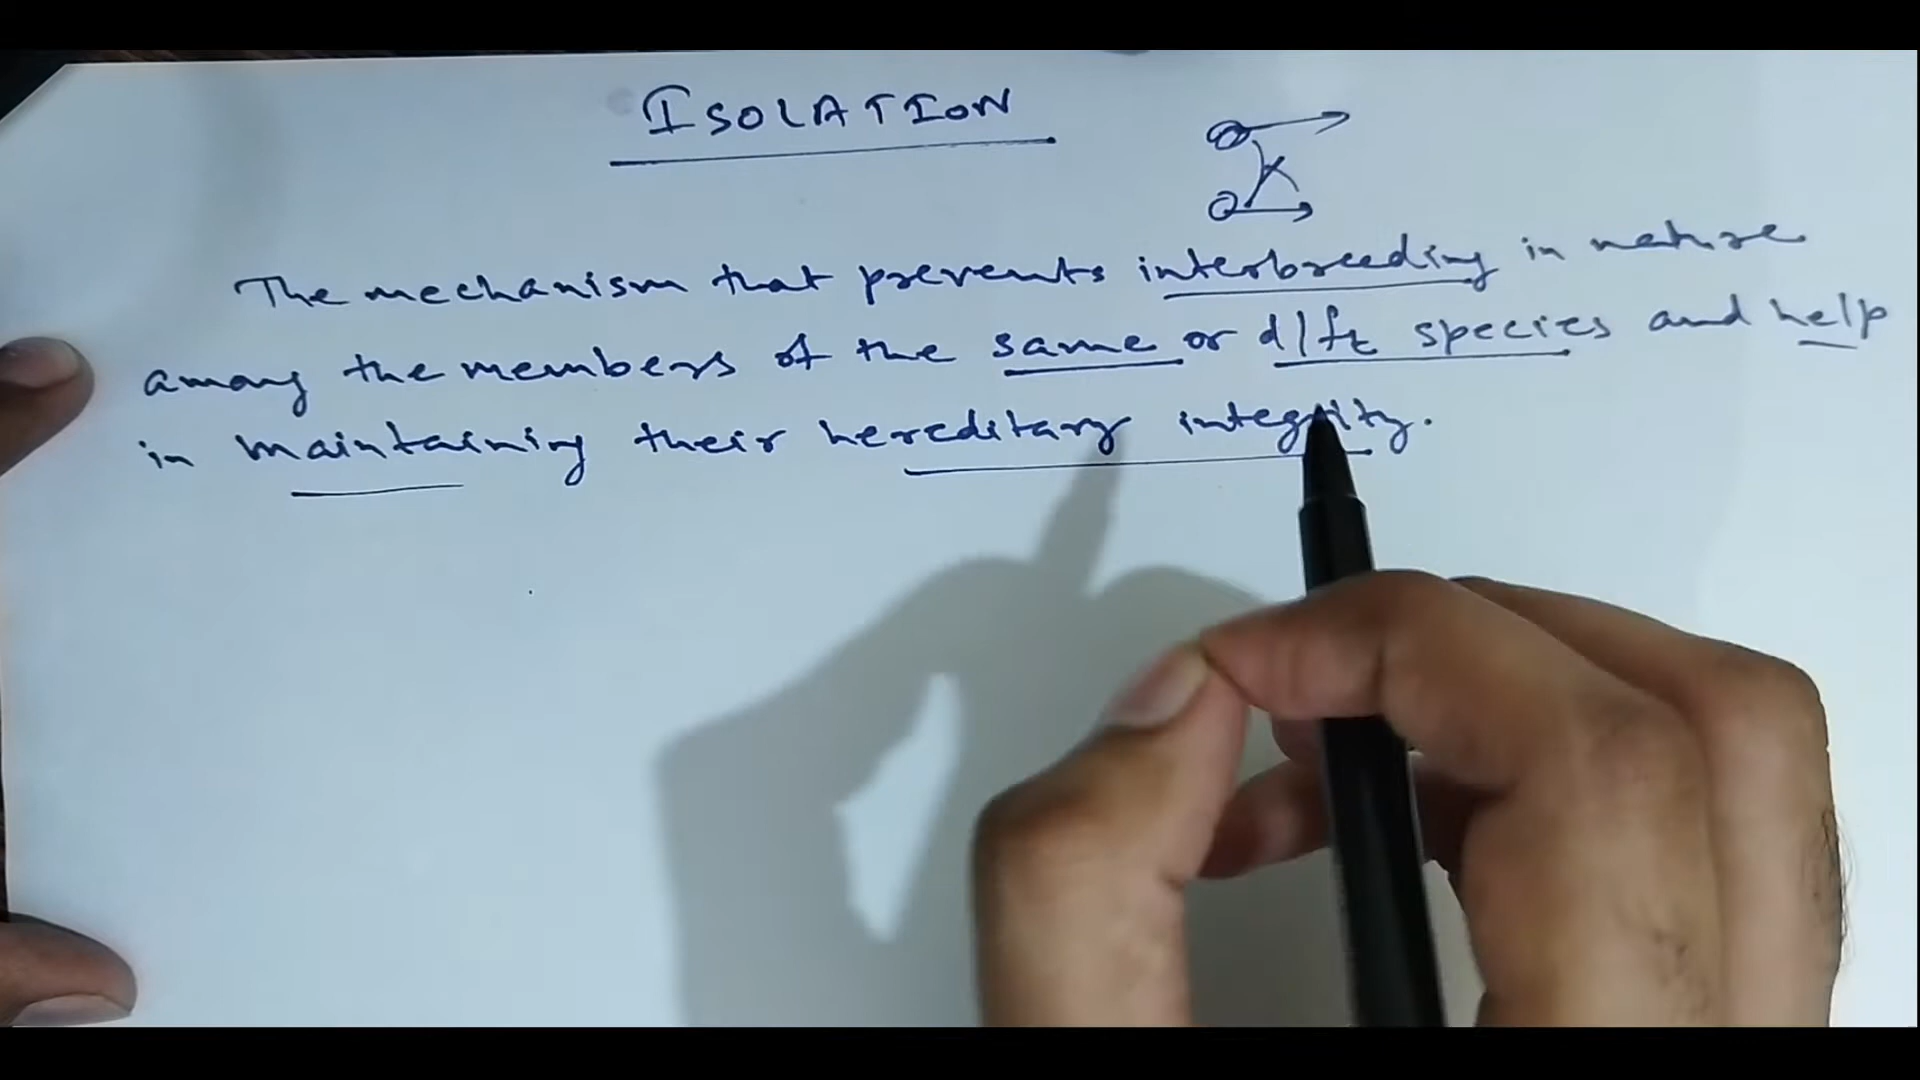 ISOLATION
The mechanism that prevents interbreeding in nature
among the members of the same or d/ft species and help
in maintaining their hereditary integrity.